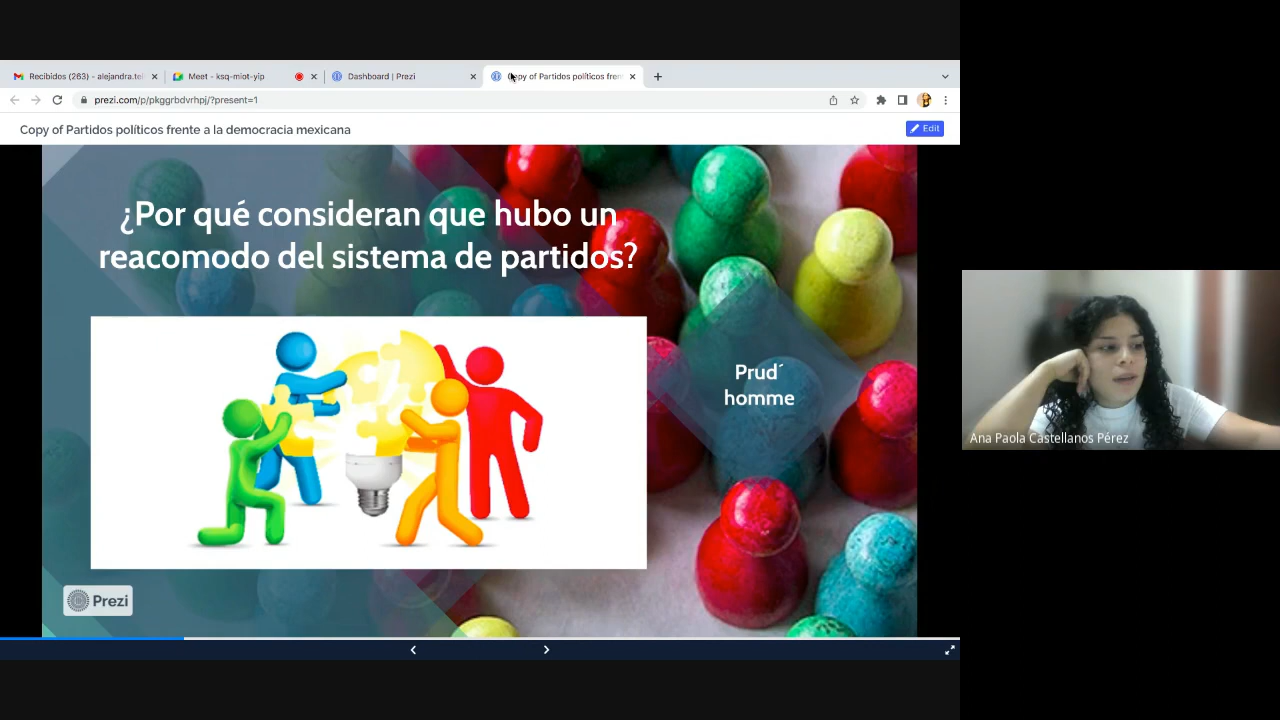 Recibidos (263) - alejandra.tel
Meet - ksq-miot-yip
Dashboard | Prezi
Copy of Partidos políticos fren
prezi.com/p/pkggrbdvrhpj/?present=1
Copy of Partidos políticos frente a la democracia mexicana
Edit
¿Por qué consideran que hubo un
reacomodo del sistema de partidos?
Prud´
homme
Prezi
Ana Paola Castellanos Pérez